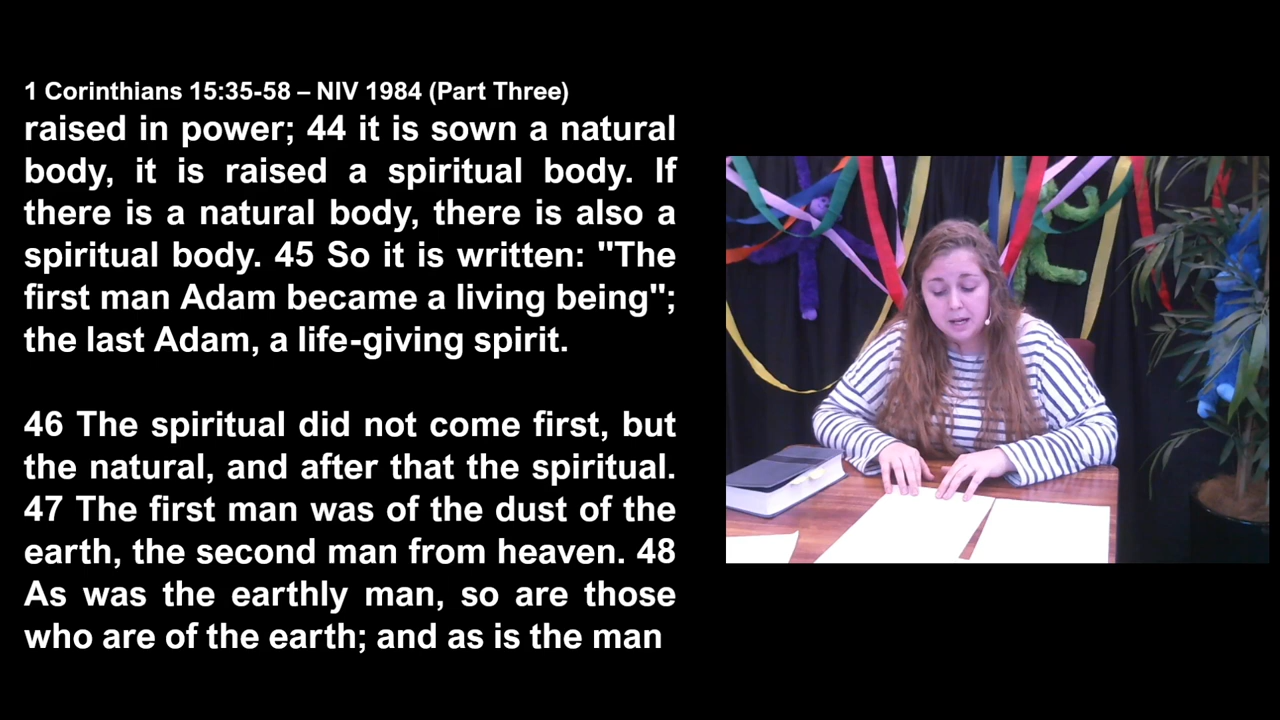 1 Corinthians 15:35-58 – NIV 1984 (Part Three)
raised in power; 44 it is sown a natural
body, it is raised a spiritual body. If
there is a natural body, there is also a
spiritual body. 45 So it is written: "The
first man Adam became a living being";
the last Adam, a life-giving spirit.
46 The spiritual did not come first, but
the natural, and after that the spiritual.
47 The first man was of the dust of the
earth, the second man from heaven. 48
As was the earthly man, so are those
who are of the earth; and as is the man